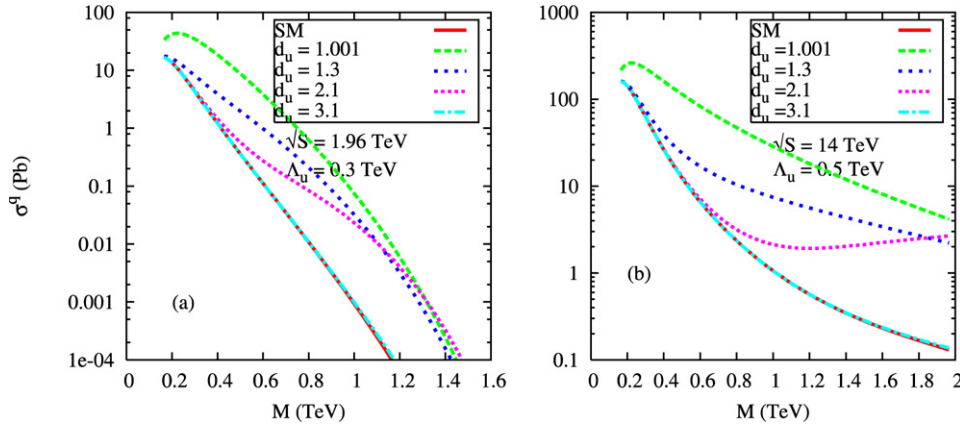 σ^q (Pb)
100
10
1
0.1
0.01
0.001
1e-04
SM
d_u = 1.001
d_u = 1.3
d_u = 2.1
d_u = 3.1
√S = 1.96 TeV
Λ_u = 0.3 TeV
(a)
0 0.2 0.4 0.6 0.8 1 1.2 1.4 1.6
M (TeV)
1000
100
10
1
0.1
SM
d_u =1.001
d_u =1.3
d_u =2.1
d_u =3.1
√S = 14 TeV
Λ_u = 0.5 TeV
(b)
0 0.2 0.4 0.6 0.8 1.0 1.2 1.4 1.6 1.8 2
M (TeV)